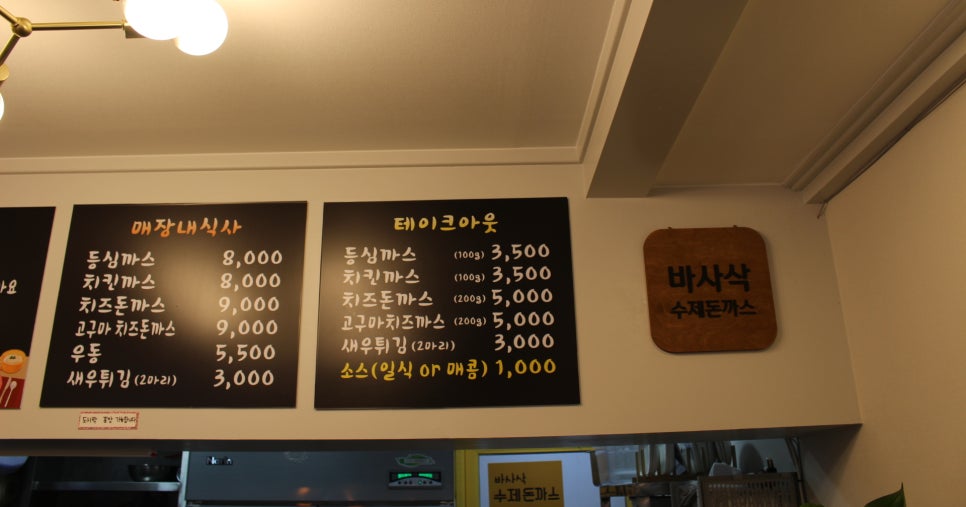 요
매장내식사
등심까스 8,000
치킨까스 8,000
치즈돈까스 9,000
고구마치즈돈까스 9,000
우동 5,500
새우튀김 (2마리) 3,000
테이크아웃
등심까스 (100g) 3,500
치킨까스 (100g) 3,500
치즈돈까스 (200g) 5,000
고구마치즈까스 (200g) 5,000
새우튀김 (2마리) 3,000
소스(일식 or 매콤) 1,000
바사삭
수제돈까스
바사삭
수제돈까스